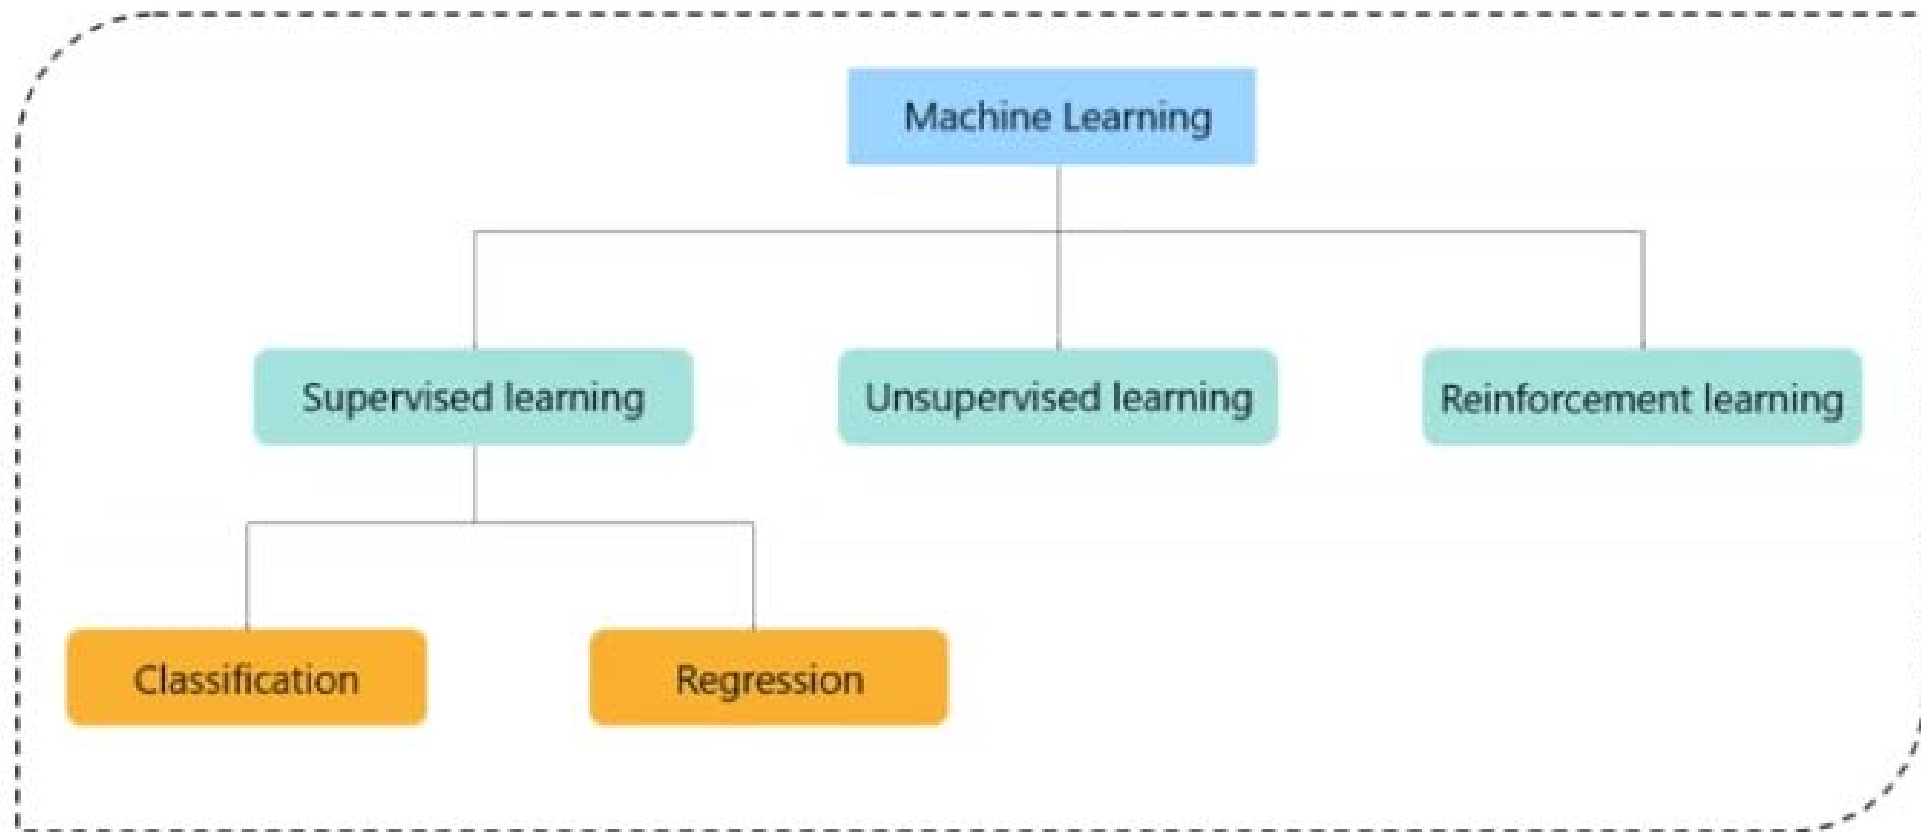 Machine Learning
Supervised learning
Unsupervised learning
Reinforcement learning
Classification
Regression